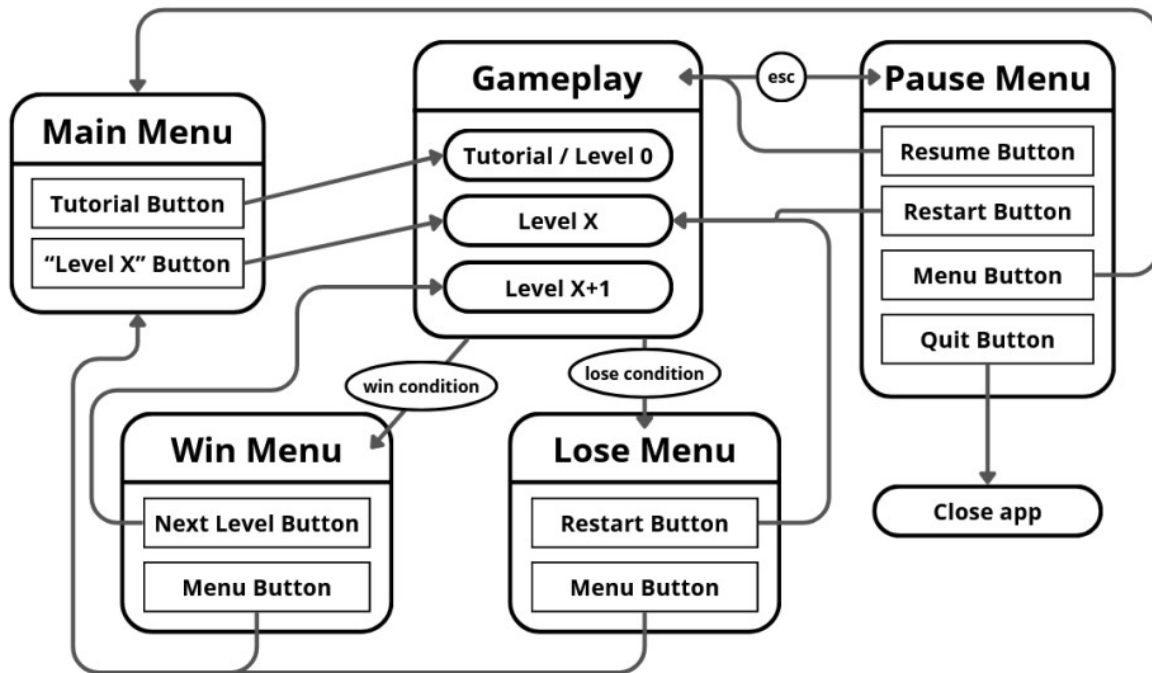 Main Menu
Tutorial Button
“Level X” Button
Gameplay
Tutorial / Level 0
Level X
Level X+1
esc
Pause Menu
Resume Button
Restart Button
Menu Button
Quit Button
Close app
win condition
lose condition
Win Menu
Next Level Button
Menu Button
Lose Menu
Restart Button
Menu Button